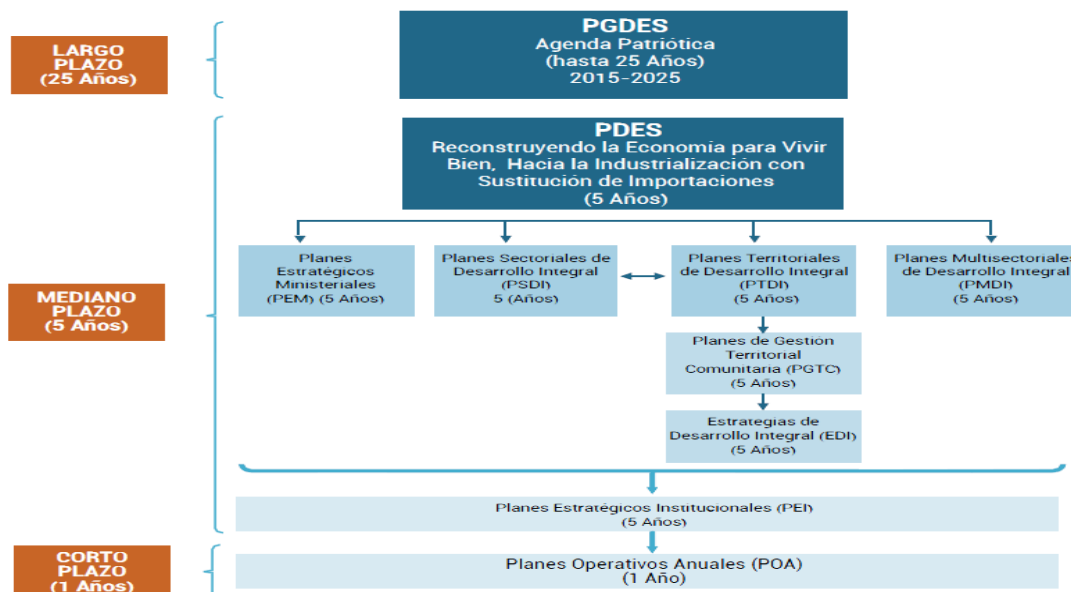 LARGO
PLAZO
(25 Años)
PGDES
Agenda Patriótica
(hasta 25 Años)
2015-2025
MEDIANO
PLAZO
(5 Años)
PDES
Reconstruyendo la Economía para Vivir
Bien, Hacia la Industrialización con
Sustitución de Importaciones
(5 Años)
Planes
Estratégicos
Ministeriales
(PEM) (5 Años)
Planes Sectoriales de
Desarrollo Integral
(PSDI)
5 (Años)
Planes Territoriales
de Desarrollo Integral
(PTDI)
(5 Años)
Planes Multisectoriales
de Desarrollo Integral
(PMDI)
(5 Años)
Planes de Gestion
Territorial
Comunitaria (PGTC)
(5 Años)
Estrategias de
Desarrollo Integral (EDI)
(5 Años)
Planes Estratégicos Institucionales (PEI)
(5 Años)
CORTO
PLAZO
(1 Años)
Planes Operativos Anuales (POA)
(1 Año)